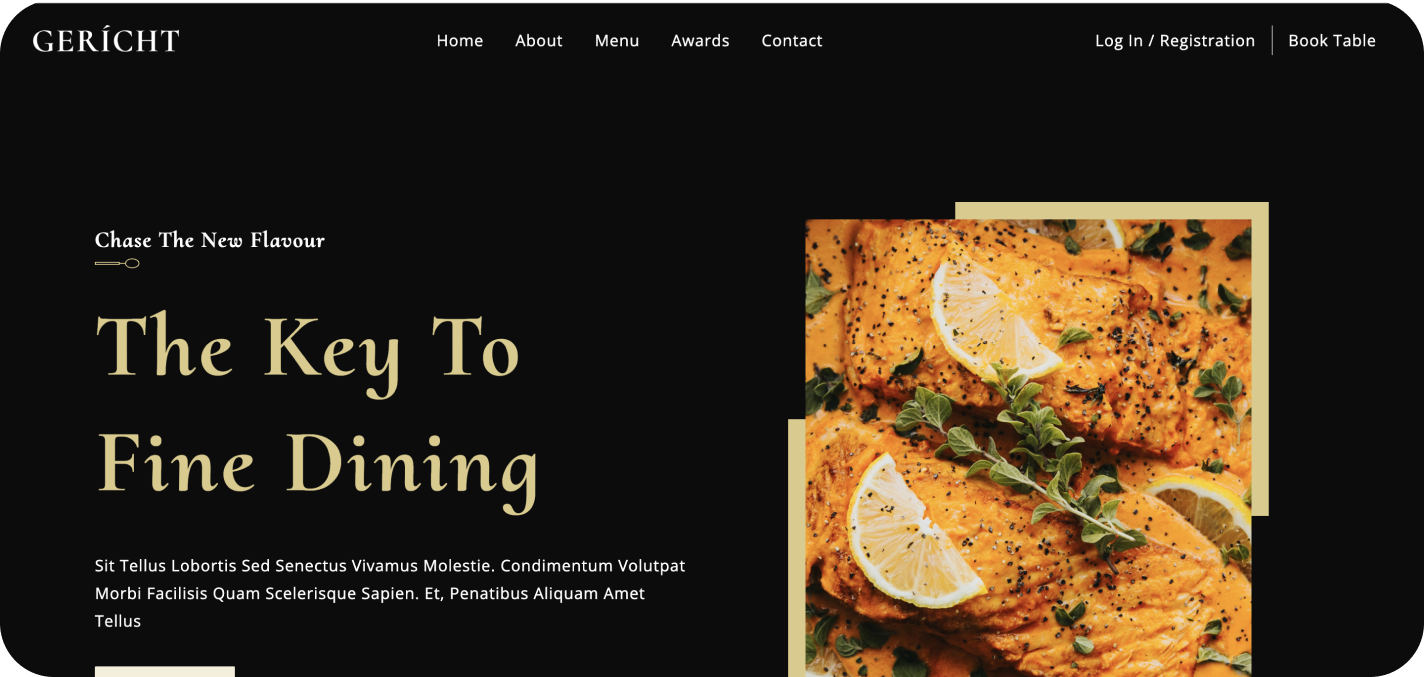 GERÍCHT
Home About Menu Awards Contact
Log In / Registration Book Table
Chase The New Flavour
The Key To
Fine Dining
Sit Tellus Lobortis Sed Senectus Vivamus Molestie. Condimentum Volutpat
Morbi Facilisis Quam Scelerisque Sapien. Et, Penatibus Aliquam Amet
Tellus